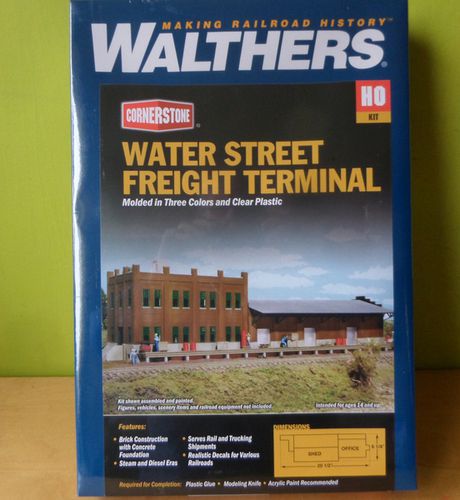 MAKING RAILROAD HISTORY™
WALTHERS®
CORNERSTONE®
HO
KIT
WATER STREET
FREIGHT TERMINAL
Molded in Three Colors and Clear Plastic
Kit shown assembled and painted.
Figures, vehicles, scenery items and railroad equipment not included.
Intended for ages 14 and up.
Features:
• Brick Construction
with Concrete
Foundation
• Steam and Diesel Eras
• Serves Rail and Trucking
Shipments
• Realistic Decals for Various
Railroads
DIMENSIONS
SHED
OFFICE
Required for Completion: Plastic Glue • Modeling Knife • Acrylic Paint Recommended